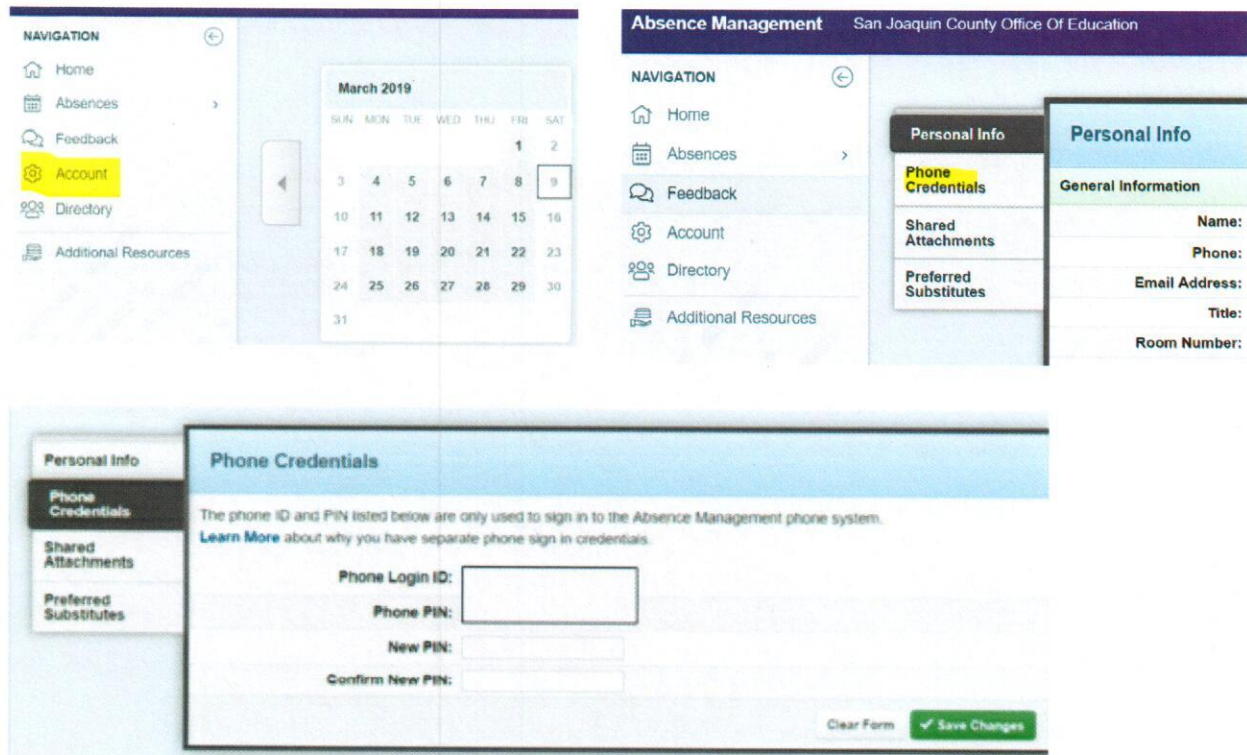 NAVIGATION
Home
Absences
Feedback
Account
Directory
Additional Resources
March 2019
SUN MON TUE WED THU FRI SAT
1 2
3 4 5 6 7 8 9
10 11 12 13 14 15 16
17 18 19 20 21 22 23
24 25 26 27 28 29 30
31
Absence Management San Joaquin County Office Of Education
NAVIGATION
Home
Absences
Feedback
Account
Directory
Additional Resources
Personal Info
Phone
Credentials
Shared
Attachments
Preferred
Substitutes
Personal Info
General Information
Name:
Phone:
Email Address:
Title:
Room Number:
Personal Info
Phone
Credentials
Shared
Attachments
Preferred
Substitutes
Phone Credentials
The phone ID and PIN listed below are only used to sign in to the Absence Management phone system.
Learn More about why you have separate phone sign in credentials.
Phone Login ID:
Phone PIN:
New PIN:
Confirm New PIN:
Clear Form Save Changes